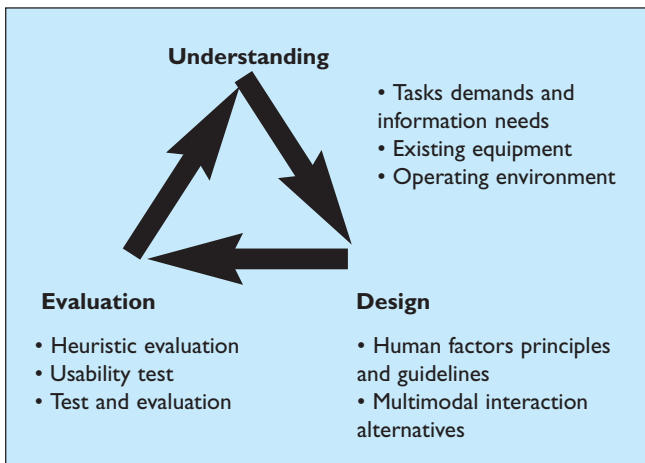 Understanding
• Tasks demands and
information needs
• Existing equipment
• Operating environment
Evaluation
• Heuristic evaluation
• Usability test
• Test and evaluation
Design
• Human factors principles
and guidelines
• Multimodal interaction
alternatives